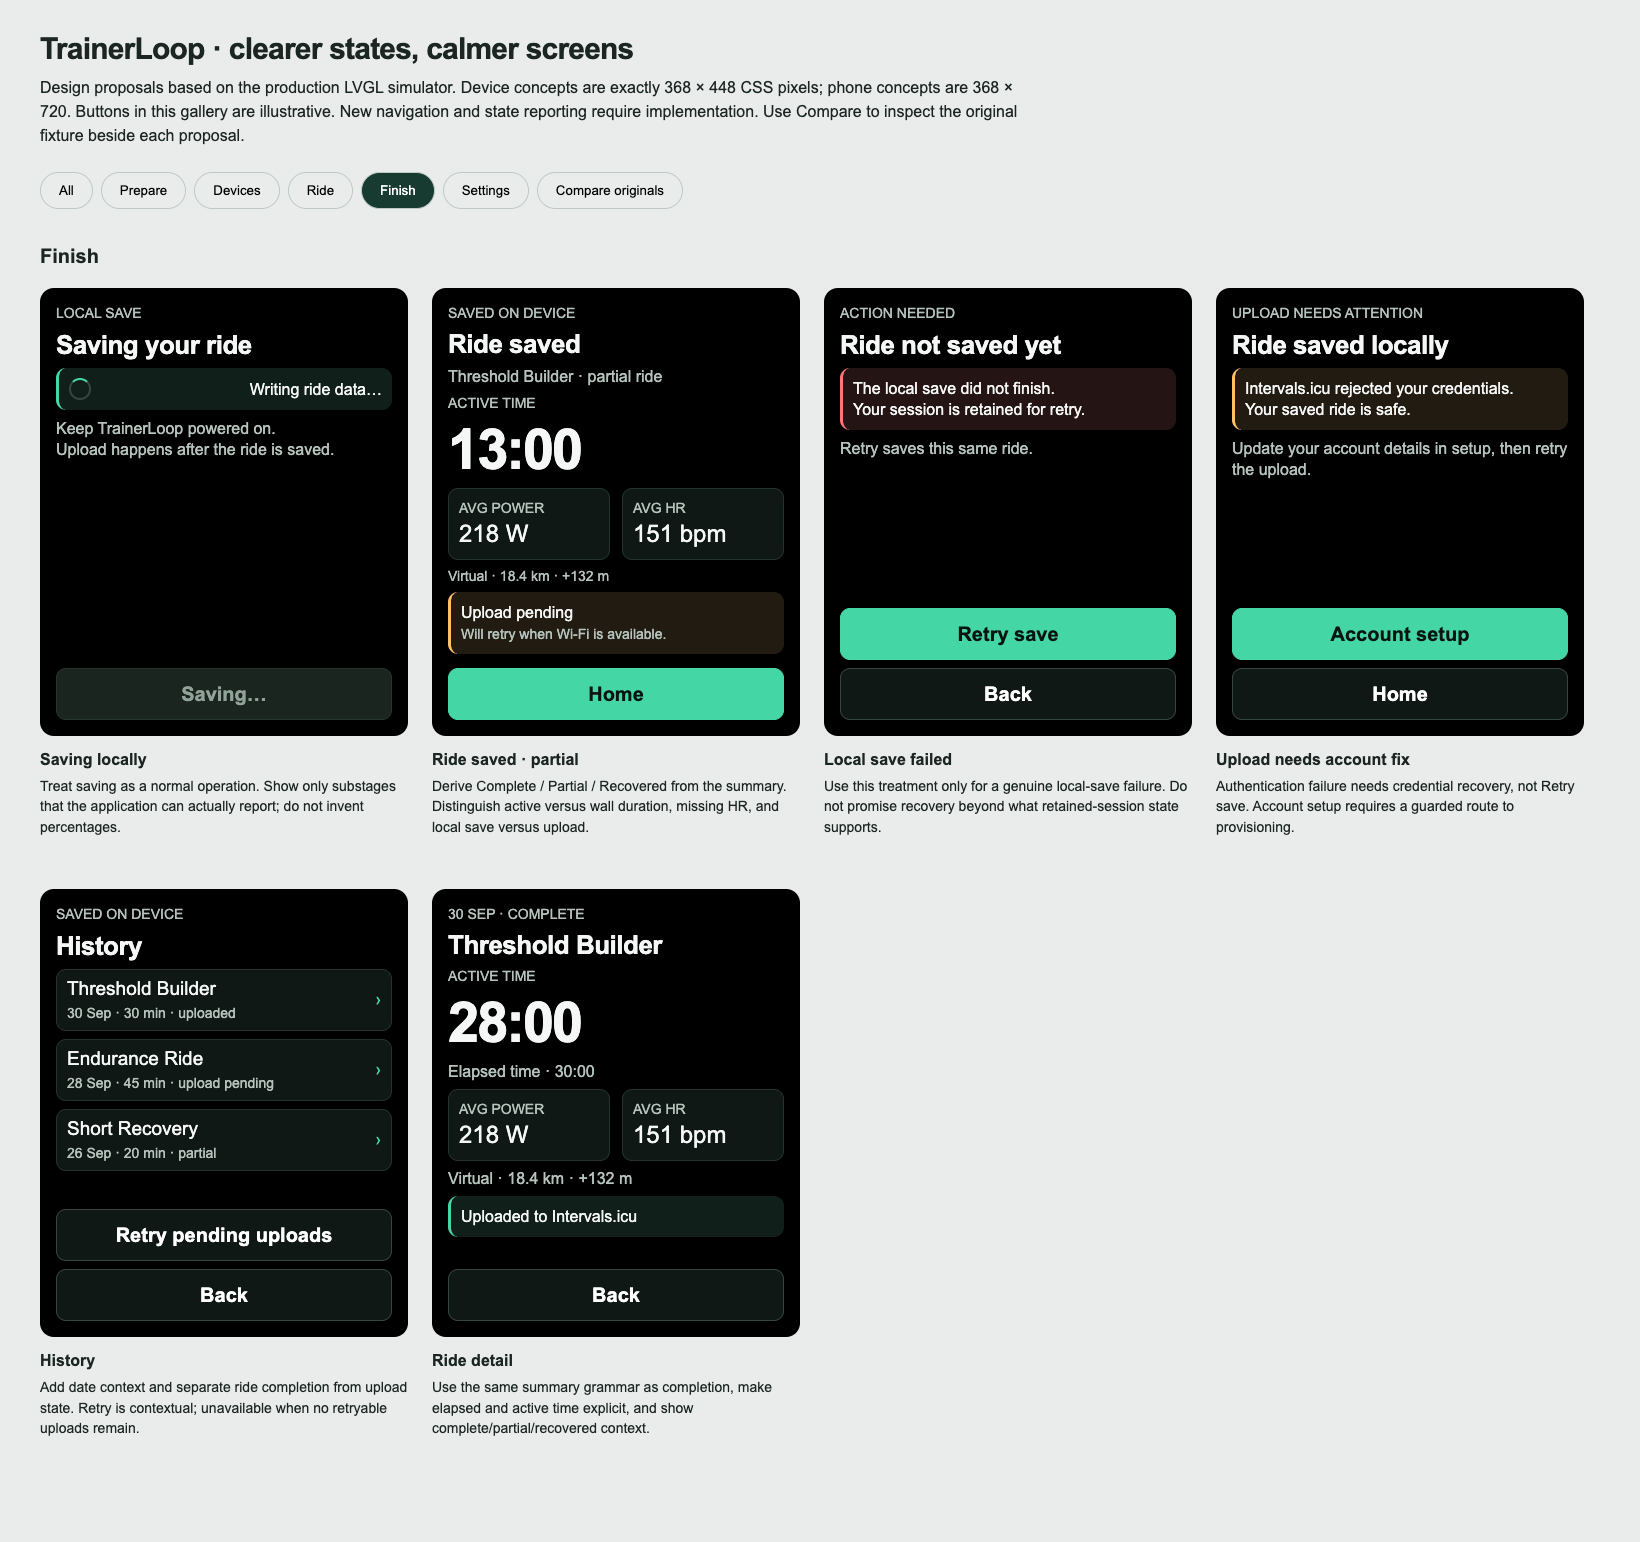 TrainerLoop · clearer states, calmer screens
Design proposals based on the production LVGL simulator. Device concepts are exactly 368 × 448 CSS pixels; phone concepts are 368 ×
720. Buttons in this gallery are illustrative. New navigation and state reporting require implementation. Use Compare to inspect the original
fixture beside each proposal.
All
Prepare
Devices
Ride
Finish
Settings
Compare originals
Finish
LOCAL SAVE
Saving your ride
Writing ride data…
Keep TrainerLoop powered on.
Upload happens after the ride is saved.
Saving…
Saving locally
Treat saving as a normal operation. Show only substages
that the application can actually report; do not invent
percentages.
SAVED ON DEVICE
Ride saved
Threshold Builder · partial ride
ACTIVE TIME
13:00
AVG POWER
218 W
AVG HR
151 bpm
Virtual · 18.4 km · +132 m
Upload pending
Will retry when Wi-Fi is available.
Home
Ride saved · partial
Derive Complete / Partial / Recovered from the summary.
Distinguish active versus wall duration, missing HR, and
local save versus upload.
ACTION NEEDED
Ride not saved yet
The local save did not finish.
Your session is retained for retry.
Retry saves this same ride.
Retry save
Back
Local save failed
Use this treatment only for a genuine local-save failure. Do
not promise recovery beyond what retained-session state
supports.
UPLOAD NEEDS ATTENTION
Ride saved locally
Intervals.icu rejected your credentials.
Your saved ride is safe.
Update your account details in setup, then retry
the upload.
Account setup
Home
Upload needs account fix
Authentication failure needs credential recovery, not Retry
save. Account setup requires a guarded route to
provisioning.
SAVED ON DEVICE
History
Threshold Builder
30 Sep · 30 min · uploaded
›
Endurance Ride
28 Sep · 45 min · upload pending
›
Short Recovery
26 Sep · 20 min · partial
›
Retry pending uploads
Back
History
Add date context and separate ride completion from upload
state. Retry is contextual; unavailable when no retryable
uploads remain.
30 SEP · COMPLETE
Threshold Builder
ACTIVE TIME
28:00
Elapsed time · 30:00
AVG POWER
218 W
AVG HR
151 bpm
Virtual · 18.4 km · +132 m
Uploaded to Intervals.icu
Back
Ride detail
Use the same summary grammar as completion, make
elapsed and active time explicit, and show
complete/partial/recovered context.